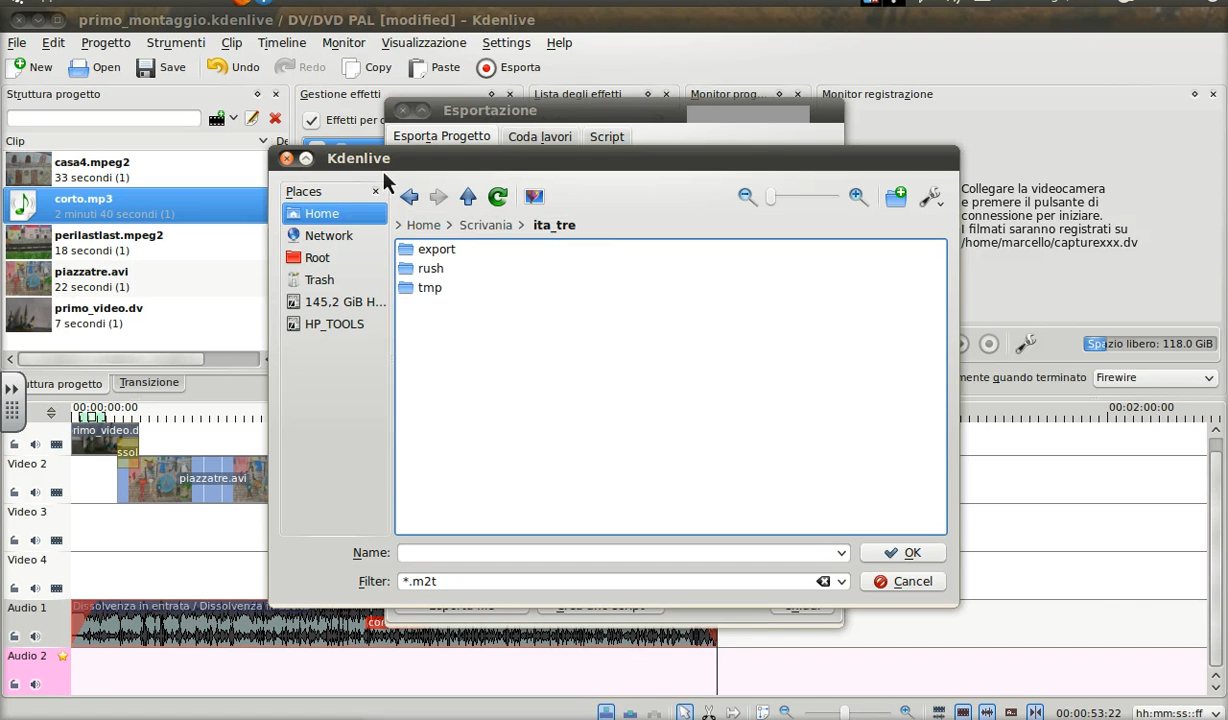 primo_montaggio.kdenlive / DV/DVD PAL [modified] – Kdenlive
File Edit Progetto Strumenti Clip Timeline Monitor Visualizzazione Settings Help
New Open Save Undo Redo Copy Paste Esporta
Struttura progetto
Gestione effetti
Lista degli effetti
Monitor prog...
Monitor registrazione
Esportazione
Effetti per
Esporta Progetto Coda lavori Script
Clip
casa4.mpeg2
33 secondi (1)
corto.mp3
2 minuti 40 secondi (1)
perilastlast.mpeg2
18 secondi (1)
piazzatre.avi
22 secondi (1)
primo_video.dv
7 secondi (1)
Kdenlive
Places
Home
Network
Root
Trash
145,2 GiB H...
HP_TOOLS
> Home > Scrivania > ita_tre
export
rush
tmp
Name:
OK
Filter: *.m2t
Cancel
Collegare la videocamera
e premere il pulsante di
connessione per iniziare.
I filmati saranno registrati su
/home/marcello/capturexxx.dv
Spazio libero: 118.0 GiB
mente quando terminato Firewire
uttura progetto Transizione
00:00:00:00
00:02:00:00
rimo_video.d
ssol
Video 2
piazzatre.avi
Video 3
Video 4
Audio 1
Dissolvenza in entrata / Dissolvenza
cor
Audio 2
00:00:53:22 hh:mm:ss::ff